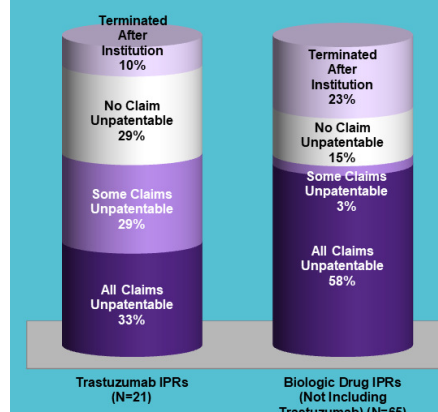 Terminated
After
Institution
10%
No Claim
Unpatentable
29%
Some Claims
Unpatentable
29%
All Claims
Unpatentable
33%
Trastuzumab IPRs
(N=21)
Terminated
After
Institution
23%
No Claim
Unpatentable
15%
Some Claims
Unpatentable
3%
All Claims
Unpatentable
58%
Biologic Drug IPRs
(Not Including
Trastuzumab) (N=65)